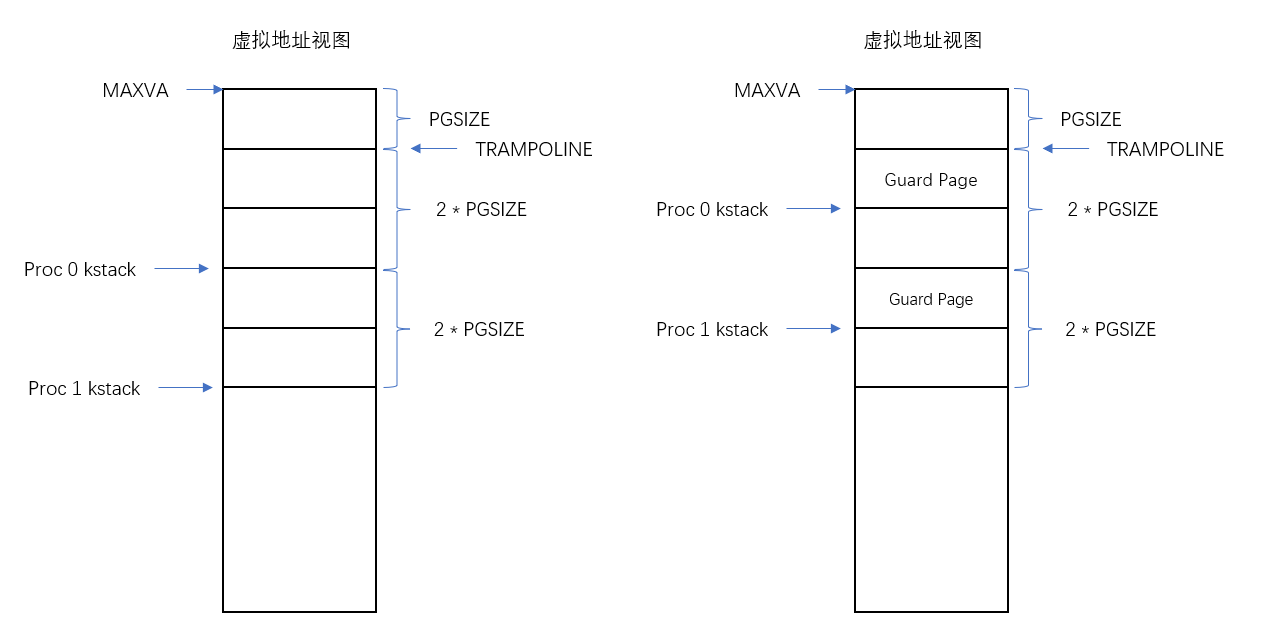 虚拟地址视图
MAXVA
PGSIZE
TRAMPOLINE
2 * PGSIZE
Proc 0 kstack
2 * PGSIZE
Proc 1 kstack
虚拟地址视图
MAXVA
PGSIZE
TRAMPOLINE
Guard Page
Proc 0 kstack
2 * PGSIZE
Guard Page
Proc 1 kstack
2 * PGSIZE